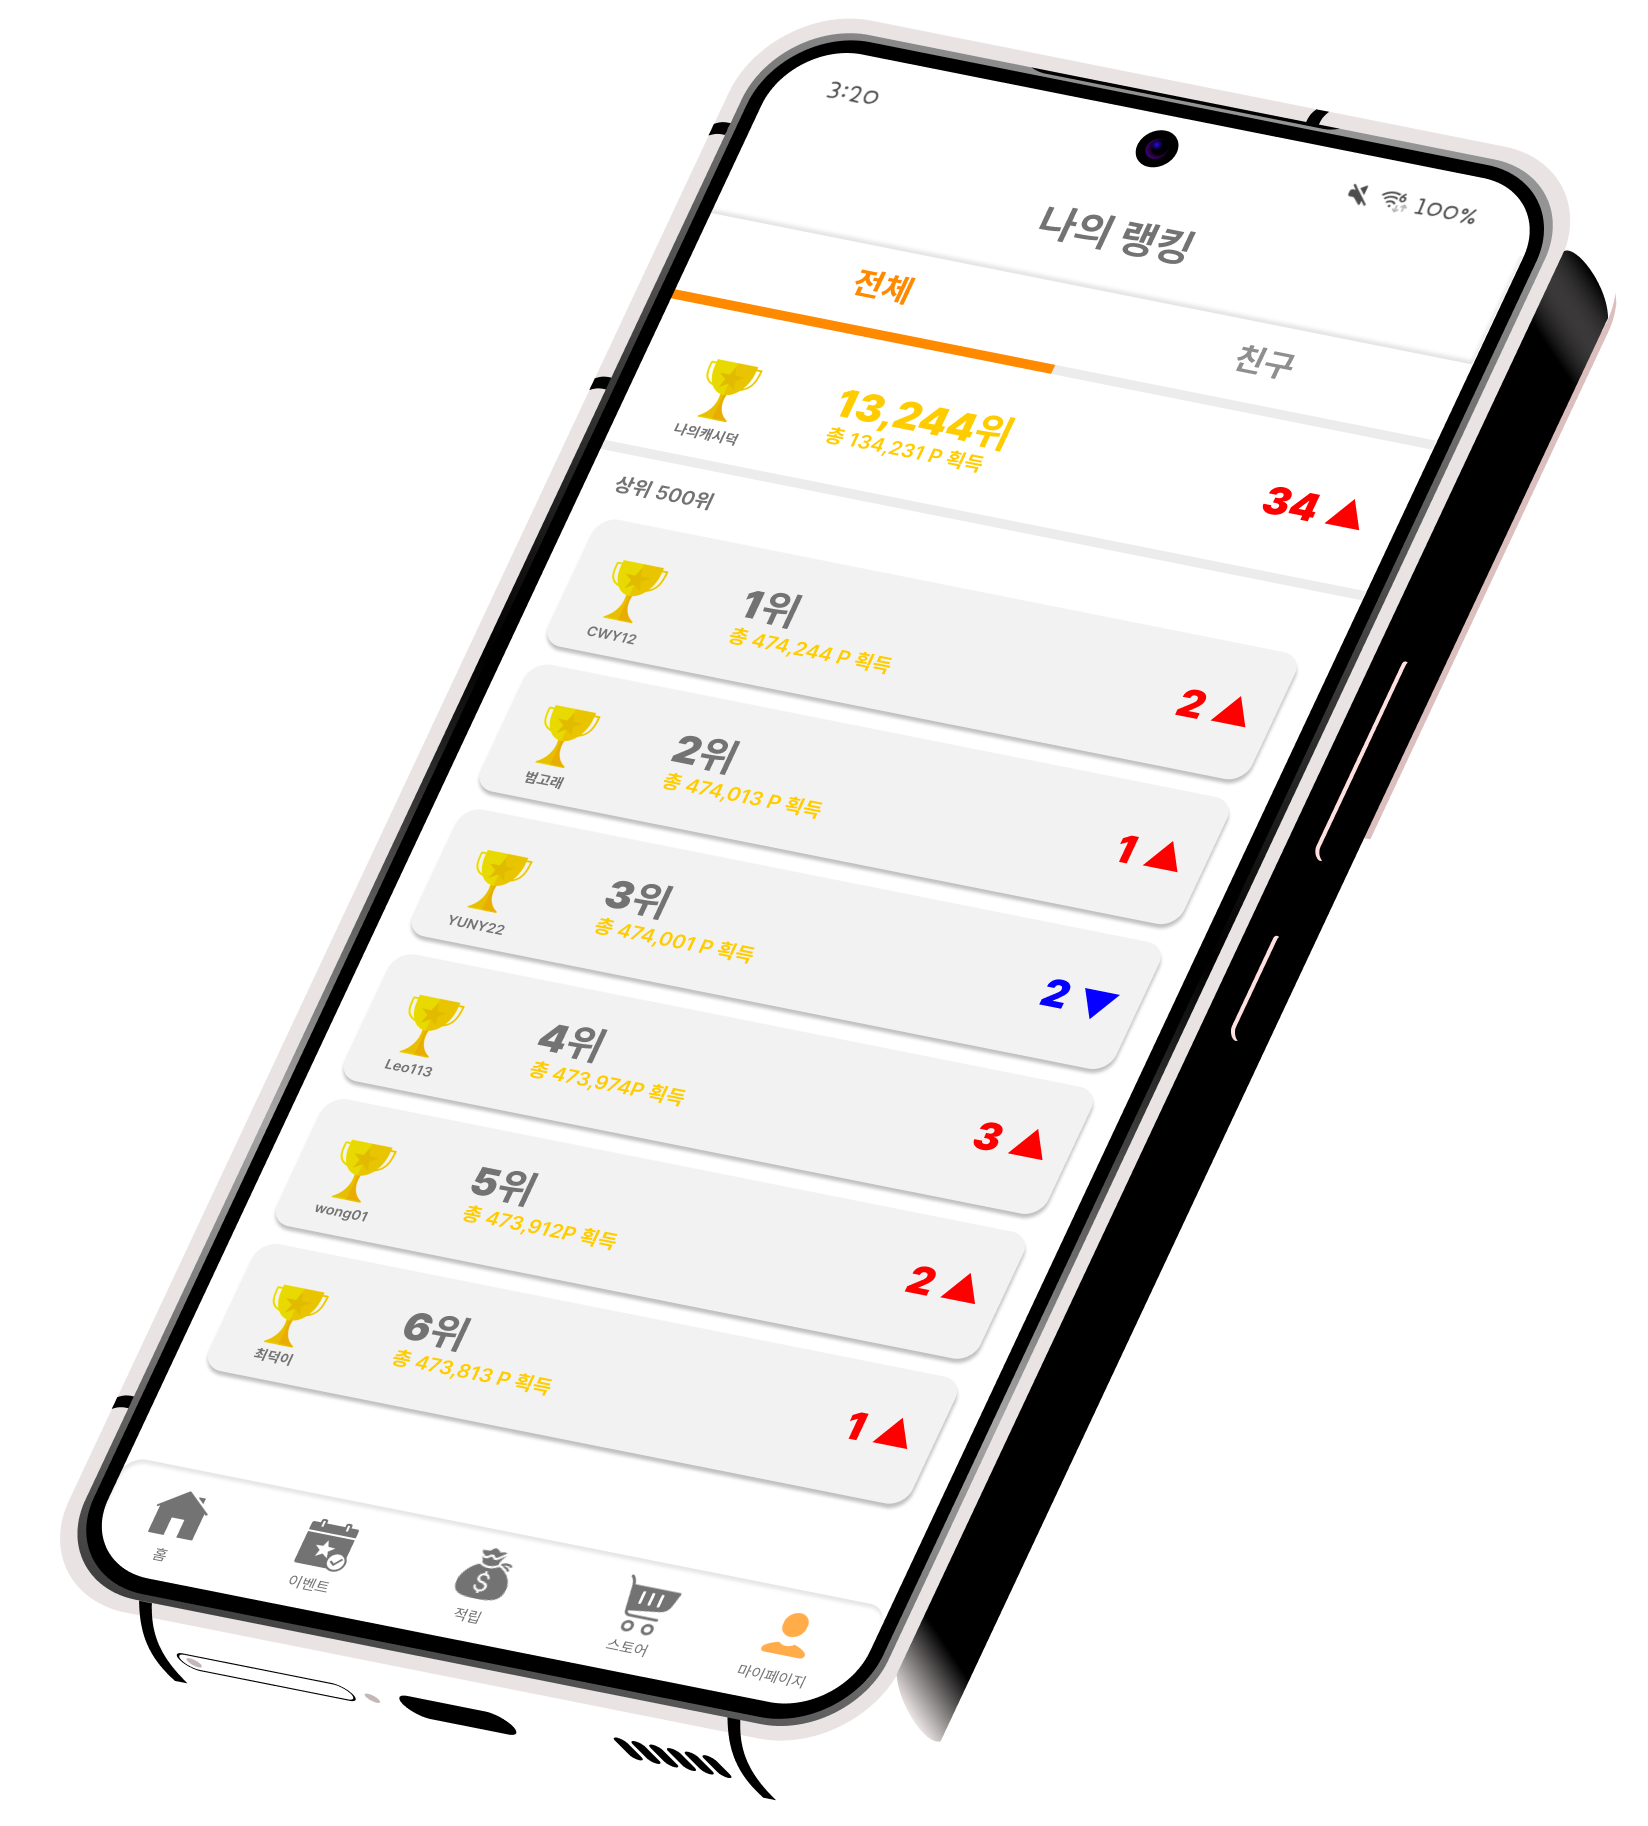 3:20
100%
나의 랭킹
전체
친구
13,244위
총 134,231 P 획득
나의캐시덕
34 ▲
상위 500위
1위
총 474,244 P 획득
CWY12
2 ▲
2위
총 474,013 P 획득
범고래
1 ▲
3위
총 474,001 P 획득
YUNY22
2 ▼
4위
총 473,974P 획득
Leo113
3 ▲
5위
총 473,912P 획득
wong01
2 ▲
6위
총 473,813 P 획득
최덕이
1 ▲
홈
이벤트
적립
스토어
마이페이지